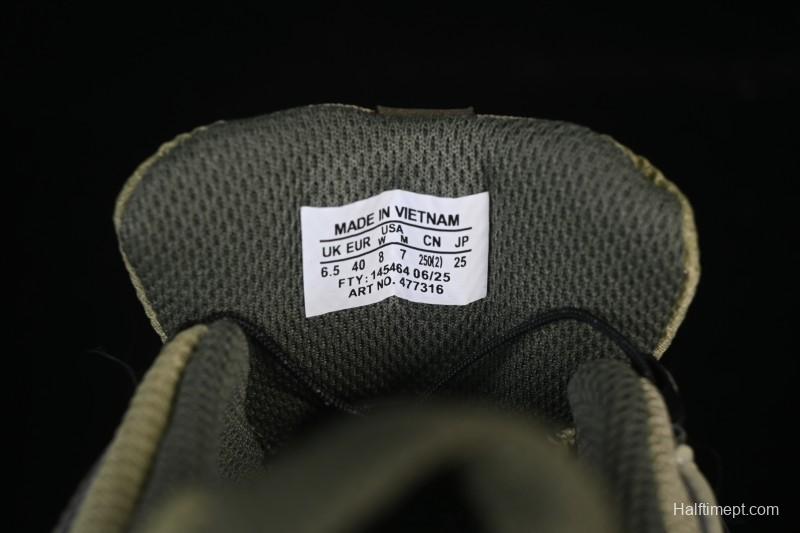 MADE IN VIETNAM
USA
UK EUR W M CN JP
6.5 40 8 7 250(2) 25
FTY: 145464 06/25
ART NO. 477316
Halftimept.com